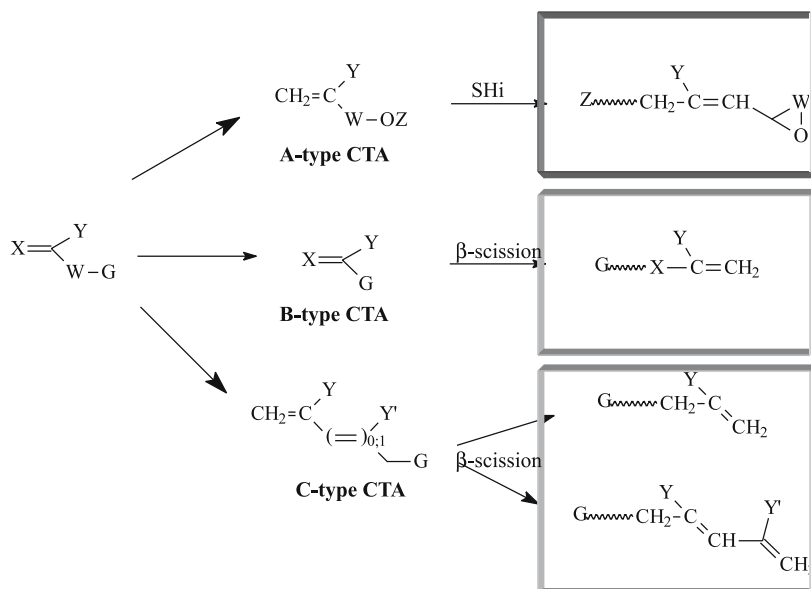 Y
CH₂=C
W–OZ
A-type CTA
SHi
Y
Z CH₂–C=CH
W
O
X
Y
W–G
X
Y
G
B-type CTA
β-scission
Y
G X–C=CH₂
Y
CH₂=C
Y'
(=)0;1
G
C-type CTA
β-scission
Y
G CH₂–C
CH₂
Y
G CH₂–C
CH
Y'
CH₂